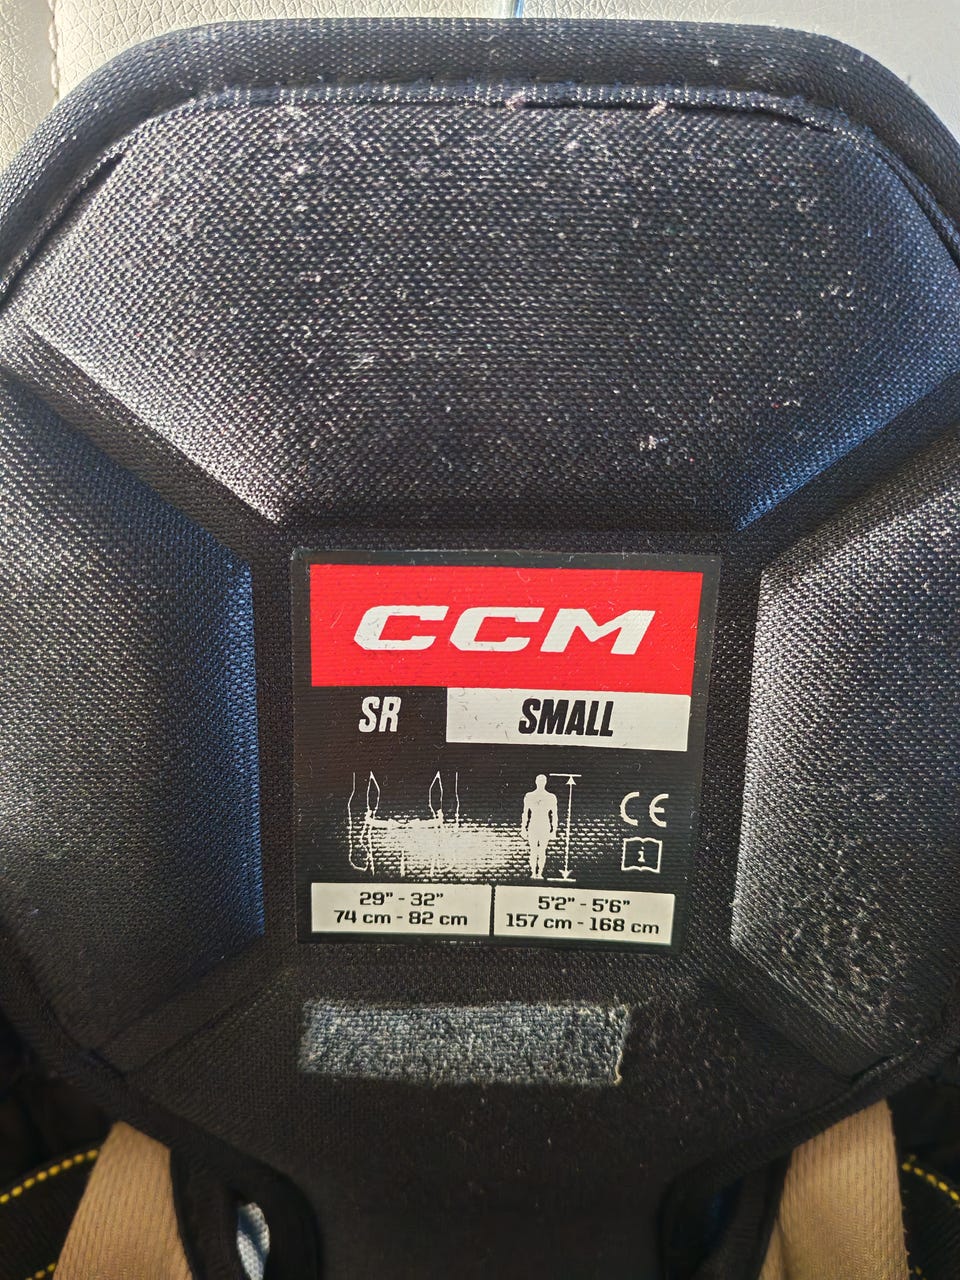 CCM
SR SMALL
CE
i
29" - 32"
74 cm - 82 cm
5'2" - 5'6"
157 cm - 168 cm